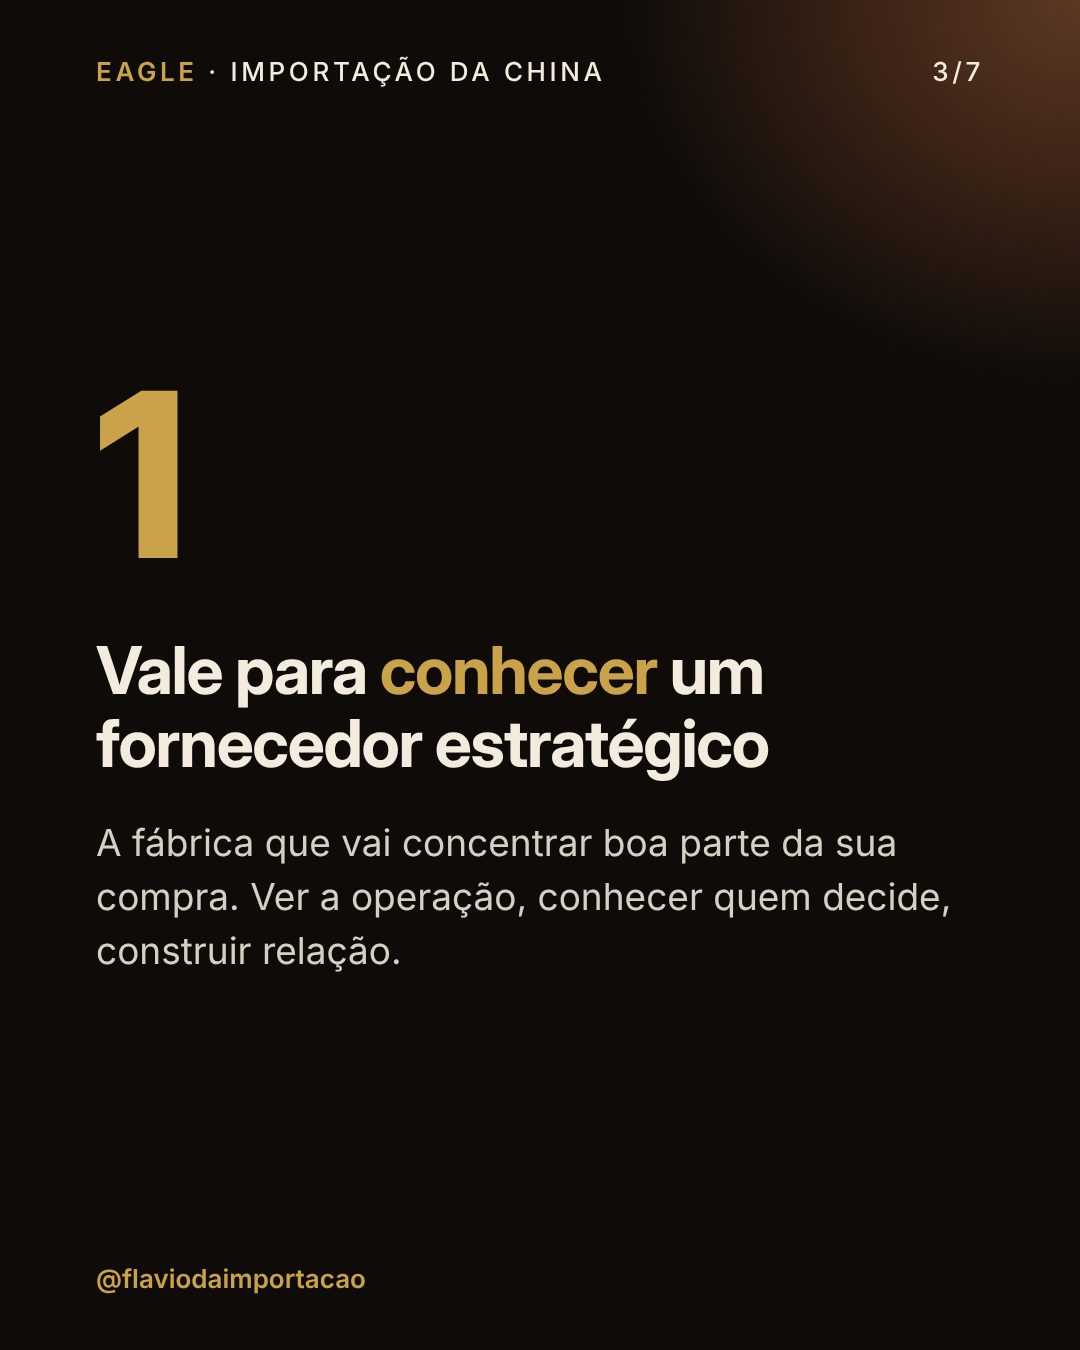 EAGLE · IMPORTAÇÃO DA CHINA
3/7
1
Vale para conhecer um
fornecedor estratégico
A fábrica que vai concentrar boa parte da sua
compra. Ver a operação, conhecer quem decide,
construir relação.
@flaviodaimportacao